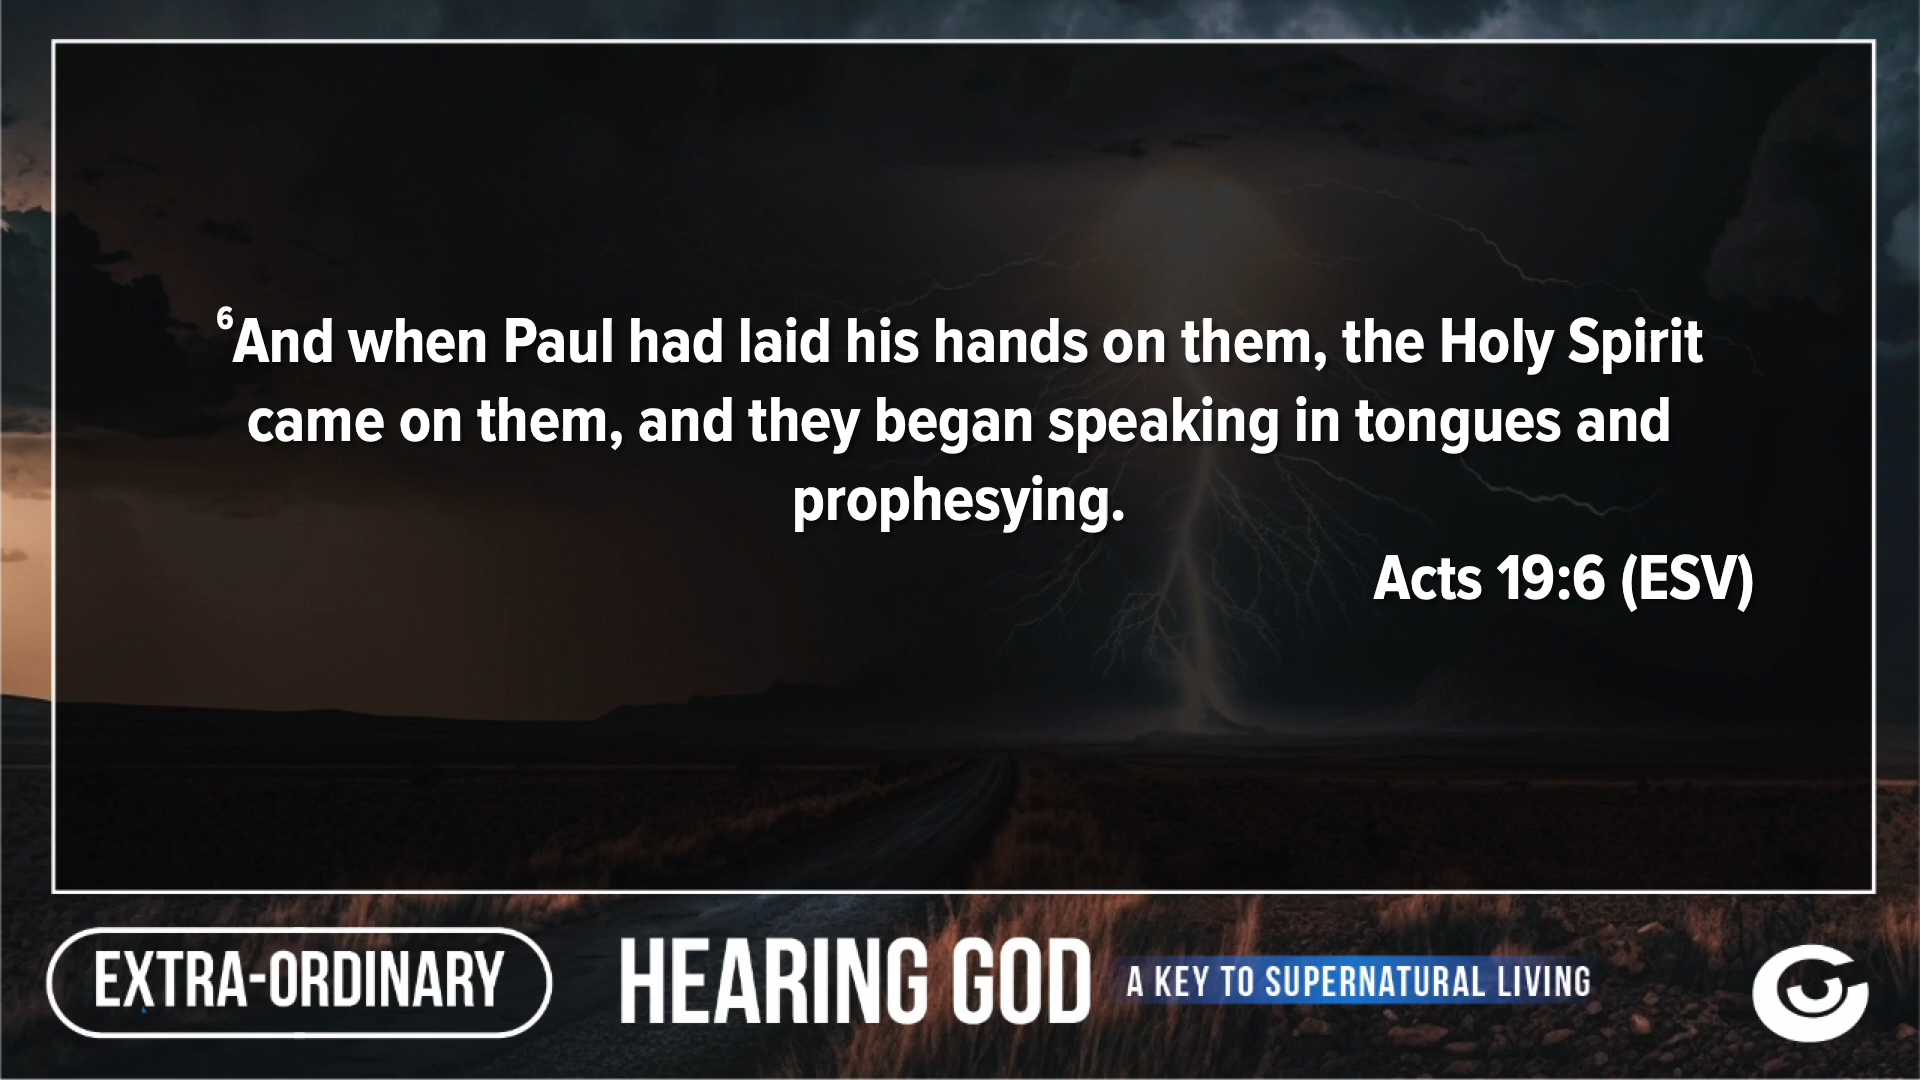 ⁶And when Paul had laid his hands on them, the Holy Spirit
came on them, and they began speaking in tongues and
prophesying.
Acts 19:6 (ESV)
EXTRA-ORDINARY
HEARING GOD
A KEY TO SUPERNATURAL LIVING